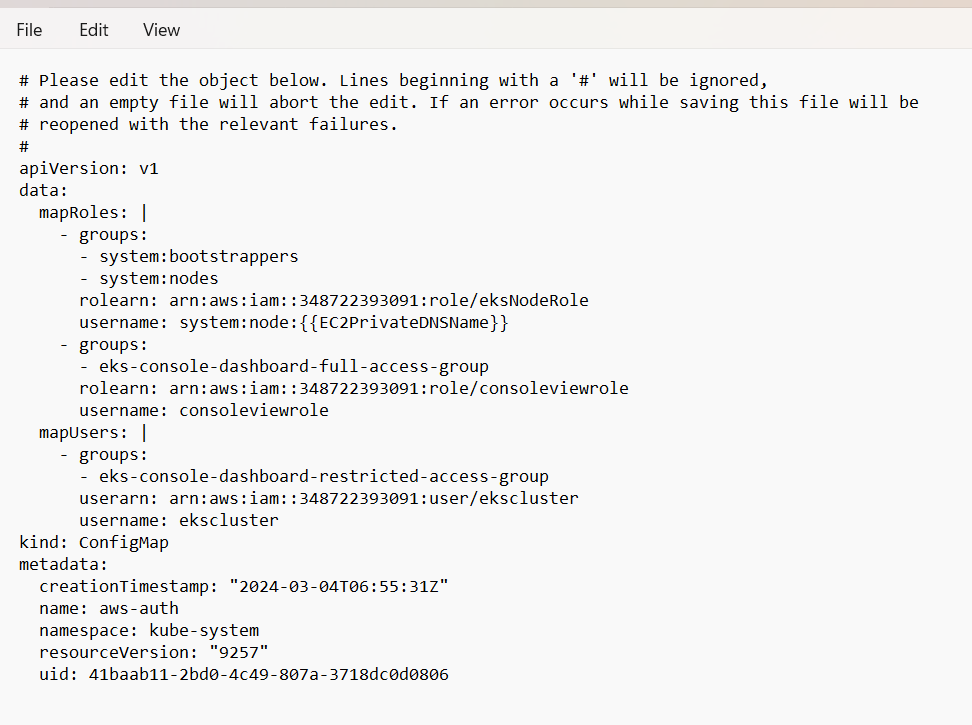 File Edit View
# Please edit the object below. Lines beginning with a '#' will be ignored,
# and an empty file will abort the edit. If an error occurs while saving this file will be
# reopened with the relevant failures.
#
apiVersion: v1
data:
  mapRoles: |
    - groups:
      - system:bootstrappers
      - system:nodes
      rolearn: arn:aws:iam::348722393091:role/eksNodeRole
      username: system:node:{{EC2PrivateDNSName}}
    - groups:
      - eks-console-dashboard-full-access-group
      rolearn: arn:aws:iam::348722393091:role/consoleviewrole
      username: consoleviewrole
  mapUsers: |
    - groups:
      - eks-console-dashboard-restricted-access-group
      userarn: arn:aws:iam::348722393091:user/ekscluster
      username: ekscluster
kind: ConfigMap
metadata:
  creationTimestamp: "2024-03-04T06:55:31Z"
  name: aws-auth
  namespace: kube-system
  resourceVersion: "9257"
  uid: 41baab11-2bd0-4c49-807a-3718dc0d0806